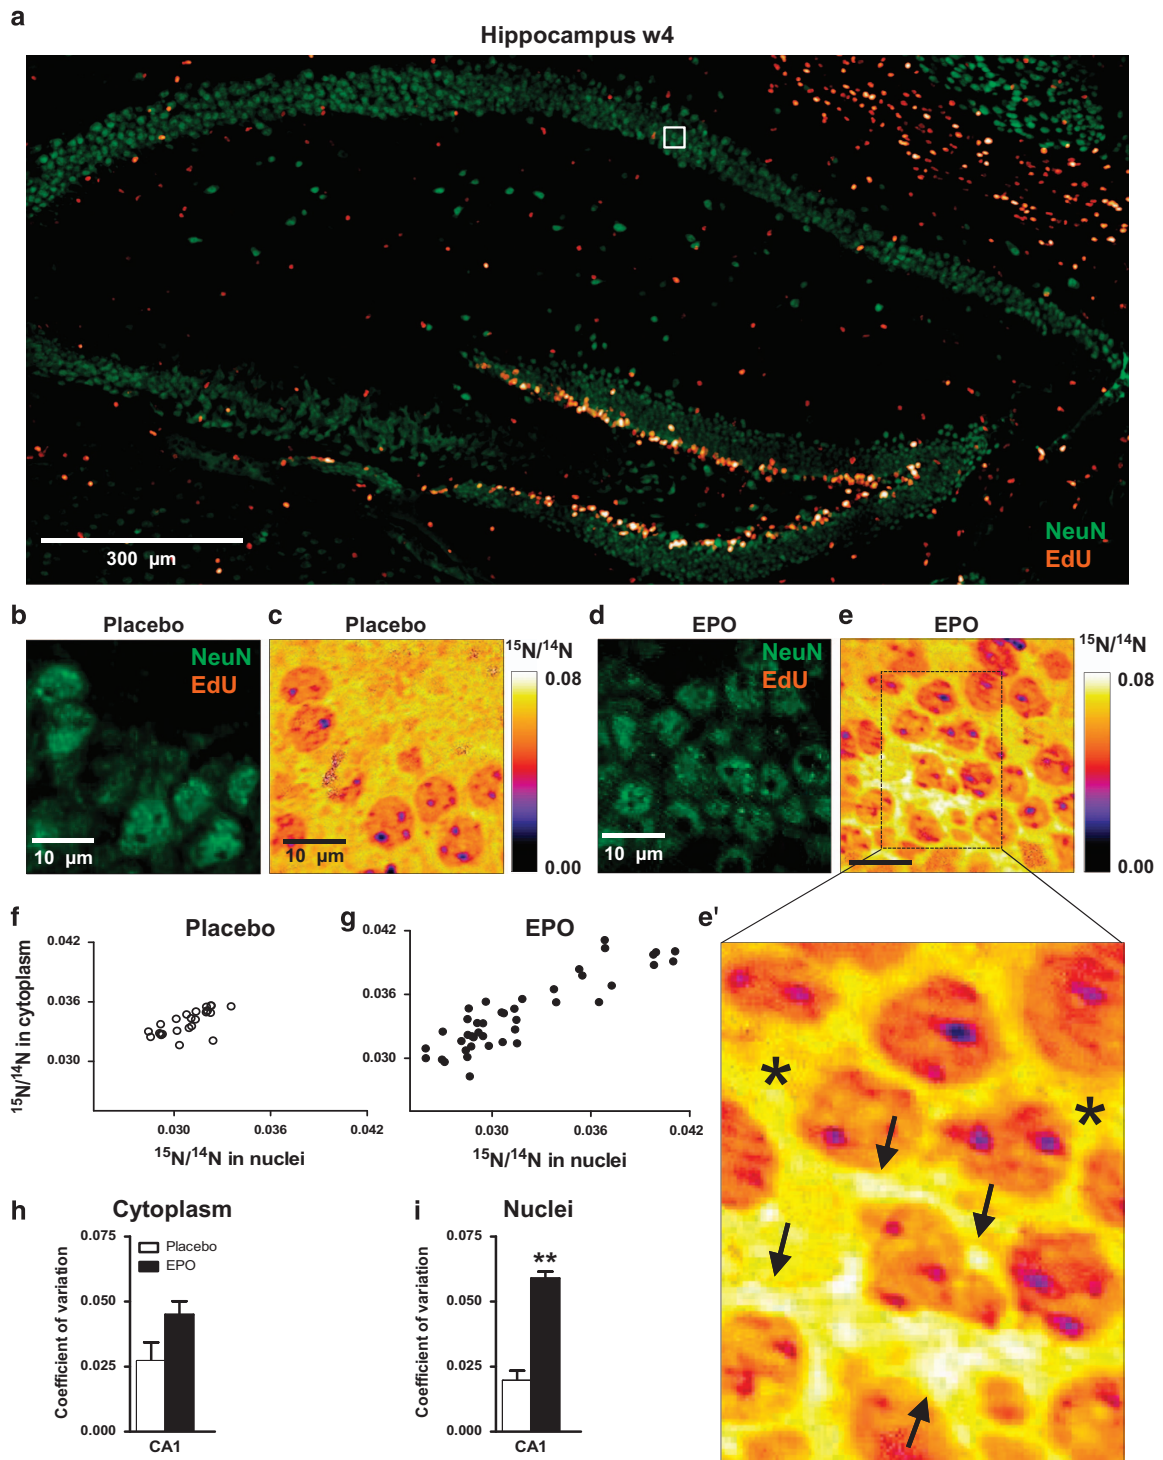 a
Hippocampus w4
NeuN
EdU
300 µm
b
Placebo
NeuN
EdU
10 µm
c
Placebo
10 µm
¹⁵N/¹⁴N
0.08
0.00
d
EPO
NeuN
EdU
10 µm
e
EPO
¹⁵N/¹⁴N
0.08
0.00
f
Placebo
¹⁵N/¹⁴N in cytoplasm
0.042
0.036
0.030
0.030
0.036
0.042
¹⁵N/¹⁴N in nuclei
g
EPO
0.042
0.036
0.030
0.030
0.036
0.042
¹⁵N/¹⁴N in nuclei
e'
*
*
h
Cytoplasm
Coefficient of variation
0.075
0.050
0.025
0.000
Placebo
EPO
CA1
i
Nuclei
Coefficient of variation
0.075
0.050
0.025
0.000
**
CA1